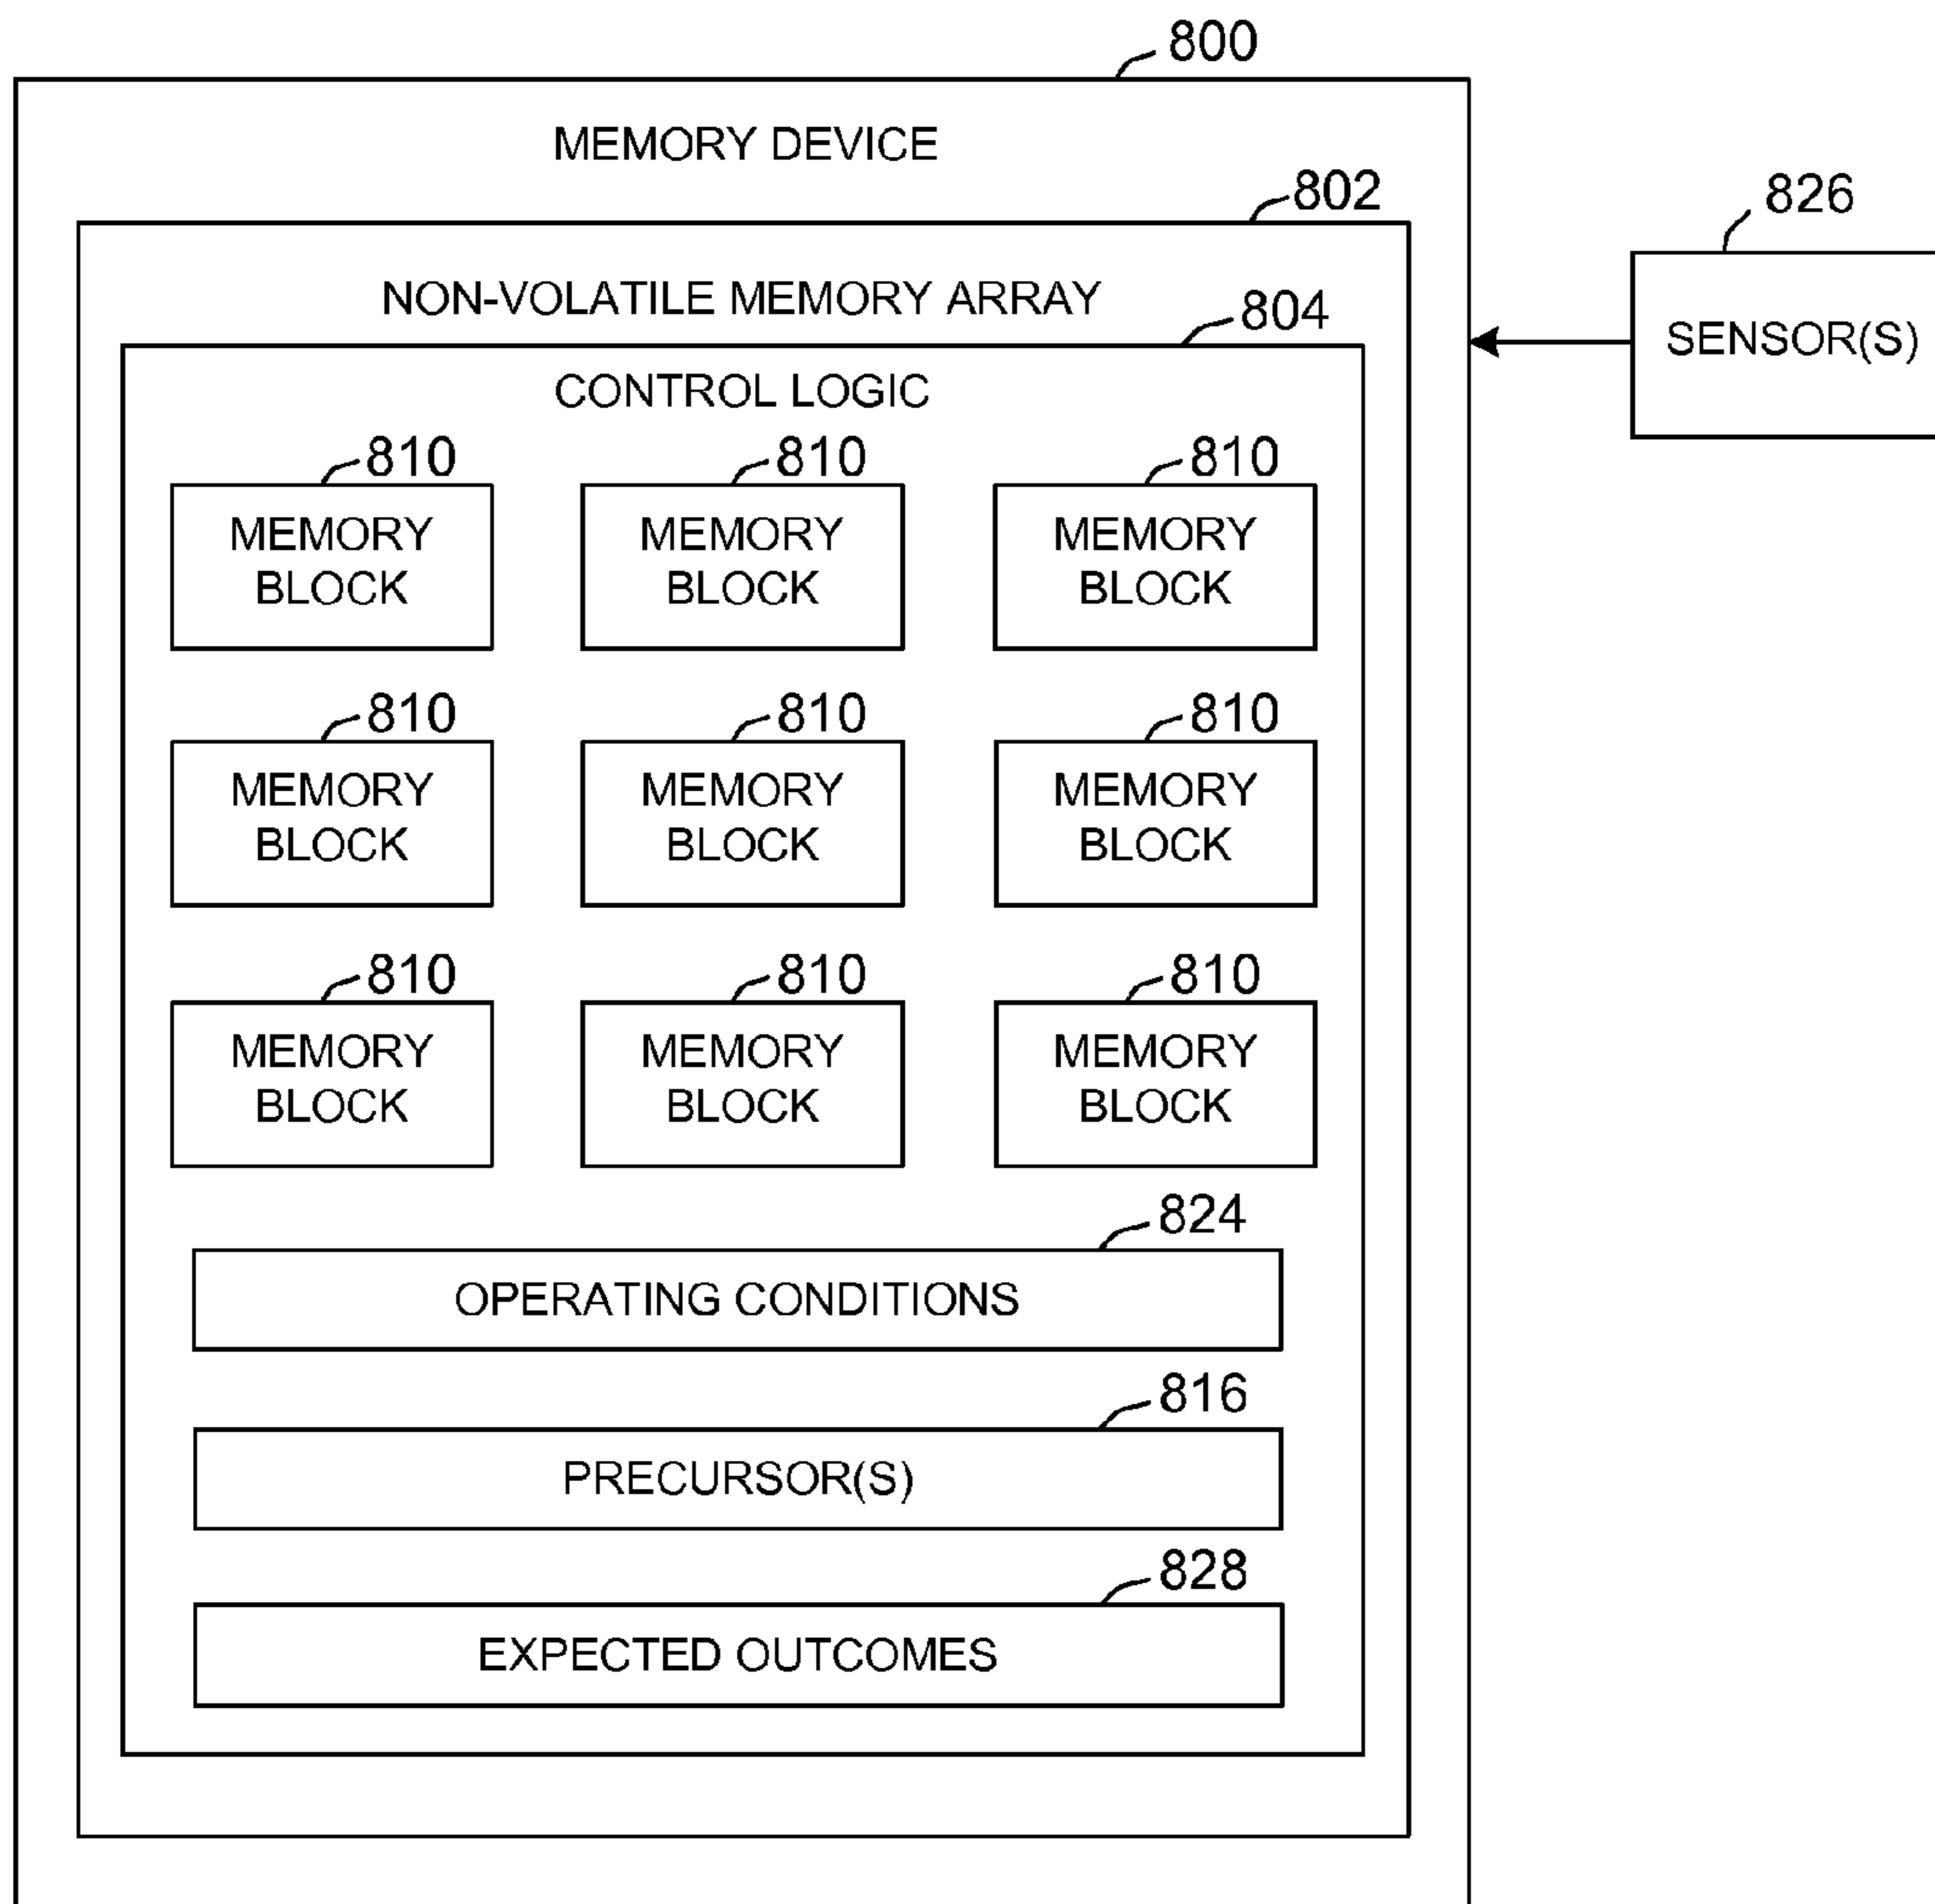 800
MEMORY DEVICE
802
826
NON-VOLATILE MEMORY ARRAY
804
SENSOR(S)
CONTROL LOGIC
810 810 810
MEMORY BLOCK
MEMORY BLOCK
MEMORY BLOCK
810 810 810
MEMORY BLOCK
MEMORY BLOCK
MEMORY BLOCK
810 810 810
MEMORY BLOCK
MEMORY BLOCK
MEMORY BLOCK
824
OPERATING CONDITIONS
816
PRECURSOR(S)
828
EXPECTED OUTCOMES